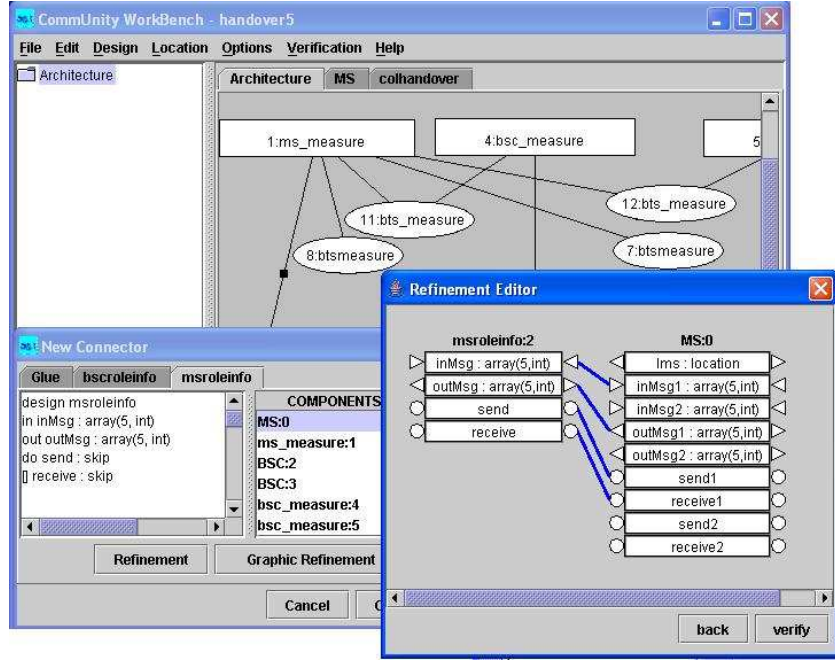 CommUnity WorkBench - handover5
File Edit Design Location Options Verification Help
Architecture
Architecture MS colhandover
1:ms_measure
4:bsc_measure
5
11:bts_measure
12:bts_measure
8:btsmeasure
7:btsmeasure
New Connector
Glue bscroleinfo msroleinfo
design msroleinfo
in inMsg : array(5, int)
out outMsg : array(5, int)
do send : skip
[] receive : skip
COMPONENTS
MS:0
ms_measure:1
BSC:2
BSC:3
bsc_measure:4
bsc_measure:5
Refinement Graphic Refinement
Cancel
Refinement Editor
msroleinfo:2
inMsg : array(5,int)
outMsg : array(5,int)
send
receive
MS:0
lms : location
inMsg1 : array(5,int)
inMsg2 : array(5,int)
outMsg1 : array(5,int)
outMsg2 : array(5,int)
send1
receive1
send2
receive2
back verify